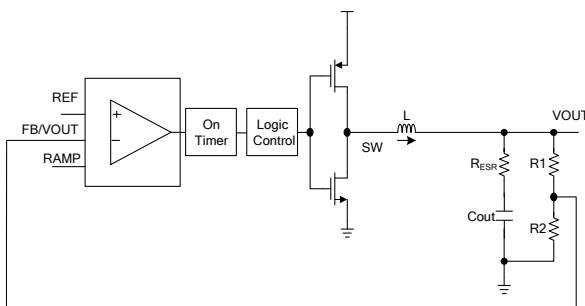 REF
FB/VOUT
RAMP
+
−
On
Timer
Logic
Control
SW
L
VOUT
RESR
R1
Cout
R2